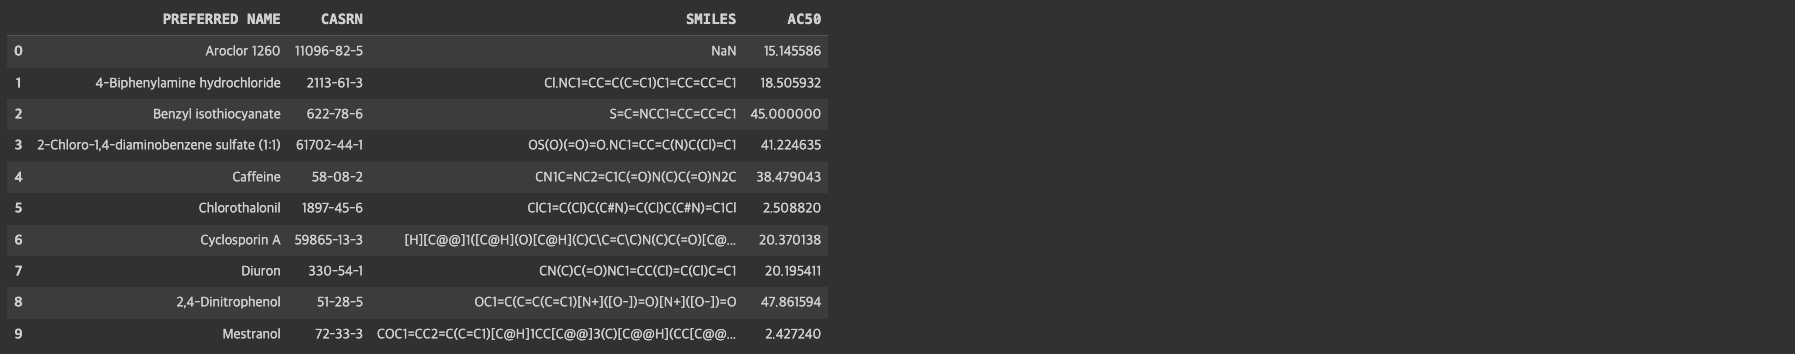 PREFERRED NAME CASRN SMILES AC50
0 Aroclor 1260 11096-82-5 NaN 15.145586
1 4-Biphenylamine hydrochloride 2113-61-3 Cl.NC1=CC=C(C=C1)C1=CC=CC=C1 18.505932
2 Benzyl isothiocyanate 622-78-6 S=C=NCC1=CC=CC=C1 45.000000
3 2-Chloro-1,4-diaminobenzene sulfate (1:1) 61702-44-1 OS(O)(=O)=O.NC1=CC=C(N)C(Cl)=C1 41.224635
4 Caffeine 58-08-2 CN1C=NC2=C1C(=O)N(C)C(=O)N2C 38.479043
5 Chlorothalonil 1897-45-6 ClC1=C(Cl)C(C#N)=C(Cl)C(C#N)=C1Cl 2.508820
6 Cyclosporin A 59865-13-3 [H][C@@]1([C@H](O)[C@H](C)C\C=C\C)N(C)C(=O)[C@... 20.370138
7 Diuron 330-54-1 CN(C)C(=O)NC1=CC(Cl)=C(Cl)C=C1 20.195411
8 2,4-Dinitrophenol 51-28-5 OC1=C(C=C(C=C1)[N+]([O-])=O)[N+]([O-])=O 47.861594
9 Mestranol 72-33-3 COC1=CC2=C(C=C1)[C@H]1CC[C@@]3(C)[C@@H](CC[C@@... 2.427240